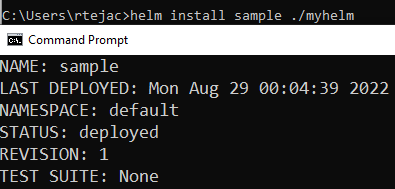 C:\Users\rtejac>helm install sample ./myhelm
Command Prompt
NAME: sample
LAST DEPLOYED: Mon Aug 29 00:04:39 2022
NAMESPACE: default
STATUS: deployed
REVISION: 1
TEST SUITE: None